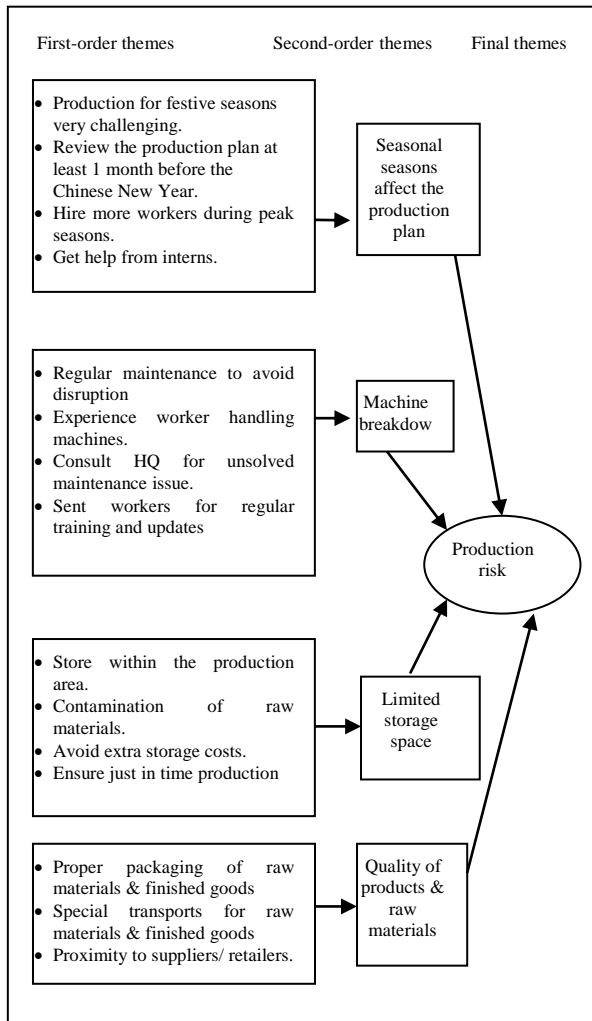 First-order themes Second-order themes Final themes
• Production for festive seasons
very challenging.
• Review the production plan at
least 1 month before the
Chinese New Year.
• Hire more workers during peak
seasons.
• Get help from interns.
Seasonal
seasons
affect the
production
plan
• Regular maintenance to avoid
disruption
• Experience worker handling
machines.
• Consult HQ for unsolved
maintenance issue.
• Sent workers for regular
training and updates
Machine
breakdow
Production
risk
• Store within the production
area.
• Contamination of raw
materials.
• Avoid extra storage costs.
• Ensure just in time production
Limited
storage
space
• Proper packaging of raw
materials & finished goods
• Special transports for raw
materials & finished goods
• Proximity to suppliers/ retailers.
Quality of
products &
raw
materials